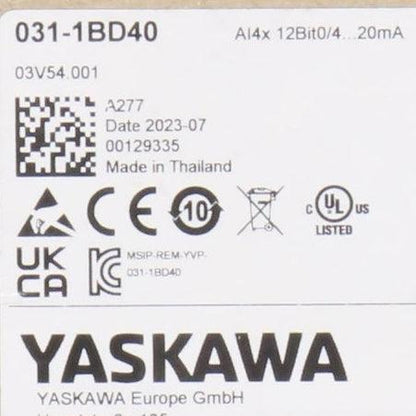 031-1BD40 AI4x 12Bit0/4...20mA
03V54.001
A277
Date 2023-07
00129335
Made in Thailand
CE 10 C UL US
LISTED
UK
CA
MSIP-REM-YVP-
031-1BD40
YASKAWA
YASKAWA Europe GmbH